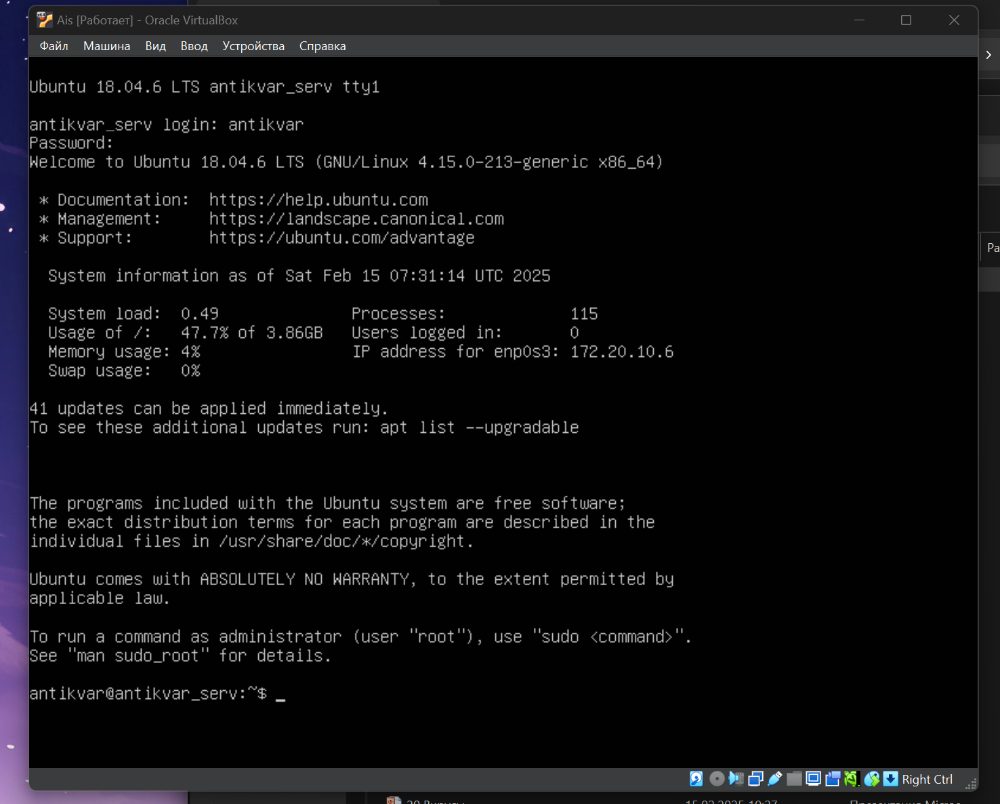 Ais [Работает] - Oracle VirtualBox
Файл Машина Вид Ввод Устройства Справка
Ubuntu 18.04.6 LTS antikvar_serv tty1
antikvar_serv login: antikvar
Password:
Welcome to Ubuntu 18.04.6 LTS (GNU/Linux 4.15.0-213-generic x86_64)
* Documentation: https://help.ubuntu.com
* Management: https://landscape.canonical.com
* Support: https://ubuntu.com/advantage
System information as of Sat Feb 15 07:31:14 UTC 2025
System load: 0.49 Processes: 115
Usage of /: 47.7% of 3.86GB Users logged in: 0
Memory usage: 4% IP address for enp0s3: 172.20.10.6
Swap usage: 0%
41 updates can be applied immediately.
To see these additional updates run: apt list --upgradable
The programs included with the Ubuntu system are free software;
the exact distribution terms for each program are described in the
individual files in /usr/share/doc/*/copyright.
Ubuntu comes with ABSOLUTELY NO WARRANTY, to the extent permitted by
applicable law.
To run a command as administrator (user "root"), use "sudo <command>".
See "man sudo_root" for details.
antikvar@antikvar_serv:~$ _
Right Ctrl